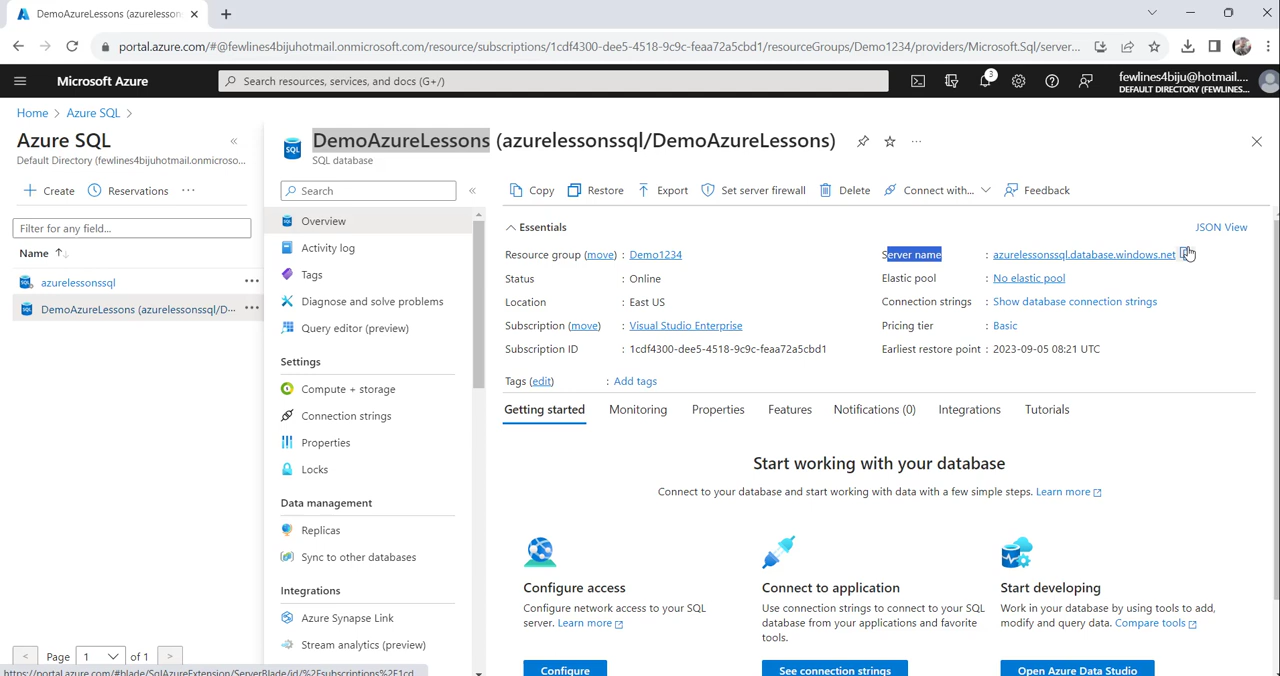 DemoAzureLessons (azurelesson
portal.azure.com/#@fewlines4bijuhotmail.onmicrosoft.com/resource/subscriptions/1cdf4300-dee5-4518-9c9c-feaa72a5cbd1/resourceGroups/Demo1234/providers/Microsoft.Sql/server...
Microsoft Azure
Search resources, services, and docs (G+/)
3
fewlines4biju@hotmail....
DEFAULT DIRECTORY (FEWLINES...
Home > Azure SQL >
Azure SQL
Default Directory (fewlines4bijuhotmail.onmicroso...
Create
Reservations
...
Filter for any field...
Name ↑
azurelessonssql
...
DemoAzureLessons (azurelessonssql/D...
...
Page 1 of 1
DemoAzureLessons (azurelessonssql/DemoAzureLessons)
...
SQL database
Search
Overview
Activity log
Tags
Diagnose and solve problems
Query editor (preview)
Settings
Compute + storage
Connection strings
Properties
Locks
Data management
Replicas
Sync to other databases
Integrations
Azure Synapse Link
Stream analytics (preview)
Copy
Restore
Export
Set server firewall
Delete
Connect with...
Feedback
Essentials
JSON View
Resource group (move) : Demo1234
Status : Online
Location : East US
Subscription (move) : Visual Studio Enterprise
Subscription ID : 1cdf4300-dee5-4518-9c9c-feaa72a5cbd1
Server name : azurelessonssql.database.windows.net
Elastic pool : No elastic pool
Connection strings : Show database connection strings
Pricing tier : Basic
Earliest restore point : 2023-09-05 08:21 UTC
Tags (edit) : Add tags
Getting started
Monitoring
Properties
Features
Notifications (0)
Integrations
Tutorials
Start working with your database
Connect to your database and start working with data with a few simple steps. Learn more
Configure access
Configure network access to your SQL
server. Learn more
Configure
Connect to application
Use connection strings to connect to your SQL
database from your applications and favorite
tools.
See connection strings
Start developing
Work in your database by using tools to add,
modify and query data. Compare tools
Open Azure Data Studio
https://portal.azure.com/#blade/SqlAzureExtension/ServerBlade/id/%2Fsubscriptions%2F1cd...